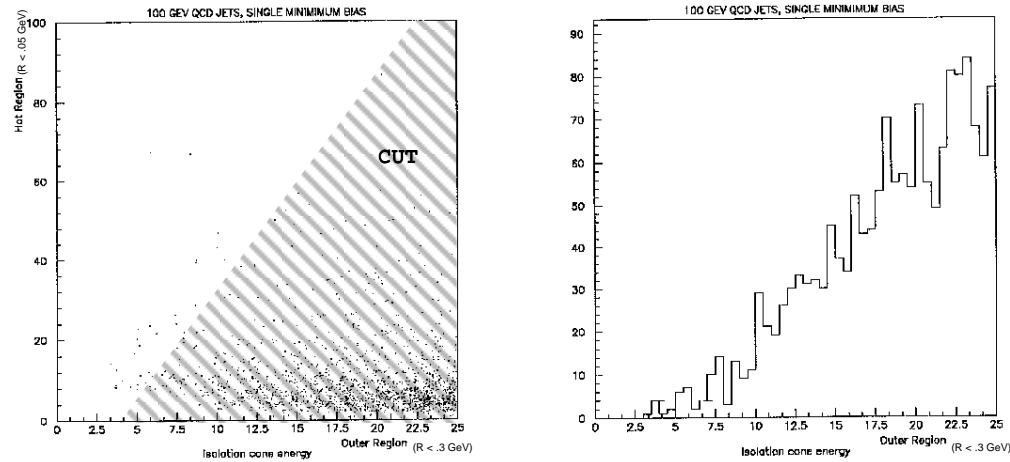 100 GEV QCD JETS, SINGLE MINIMIMUM BIAS
Hot Region (R < .05 GeV)
100
80
60
40
20
0
CUT
0 2.5 5 7.5 10 12.5 15 17.5 20 22.5 25
Outer Region (R < .3 GeV)
Isolation cone energy
100 GEV QCD JETS, SINGLE MINIMIMUM BIAS
90
80
70
60
50
40
30
20
10
0
0 2.5 5 7.5 10 12.5 15 17.5 20 22.5 25
Outer Region (R < .3 GeV)
Isolation cone energy